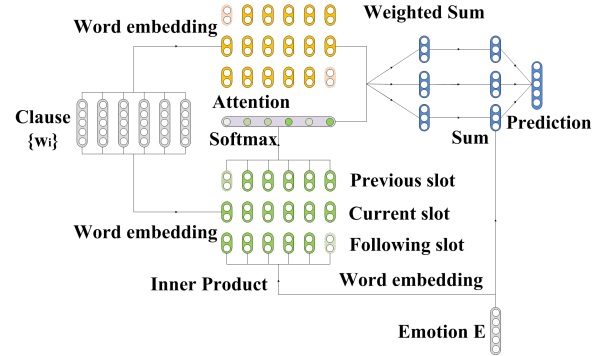 Weighted Sum
Word embedding
Attention
Clause
{wi}
Softmax
Sum
Prediction
Previous slot
Current slot
Word embedding
Following slot
Inner Product
Word embedding
Emotion E